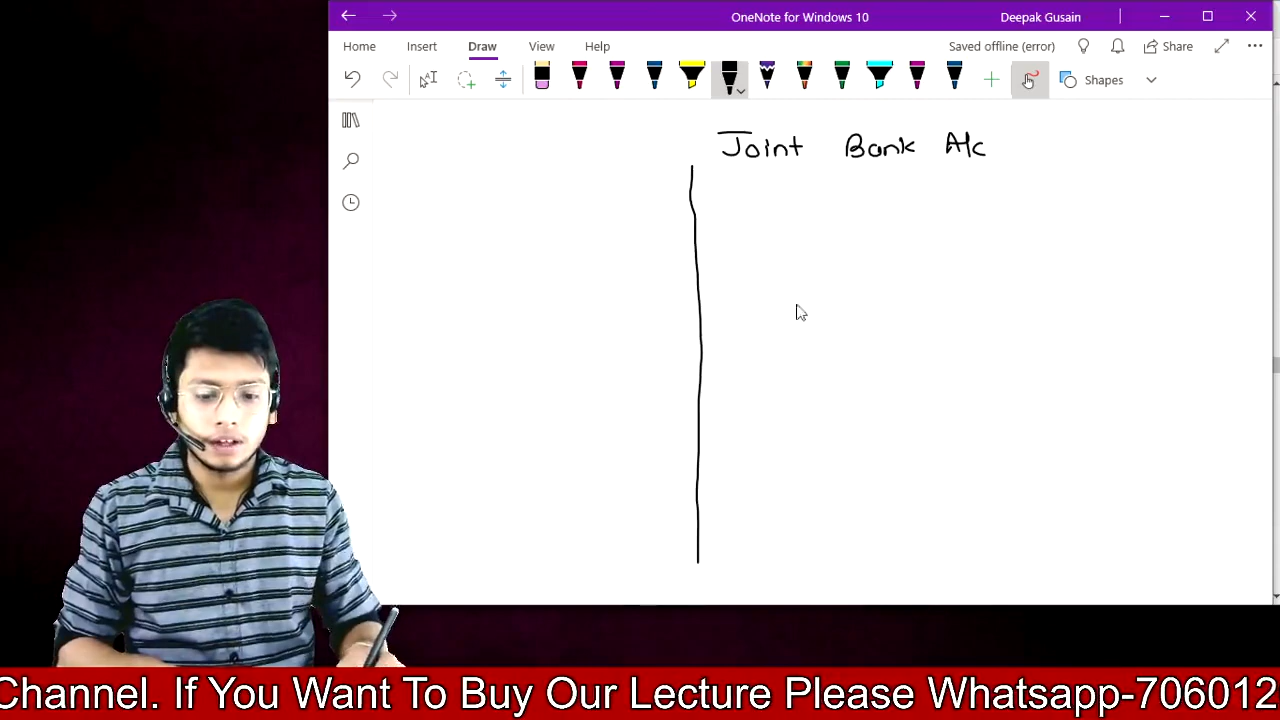 OneNote for Windows 10
Deepak Gusain
Home Insert Draw View Help
Saved offline (error)
Share
Shapes
Joint Bank A/c
Channel. If You Want To Buy Our Lecture Please Whatsapp-706012